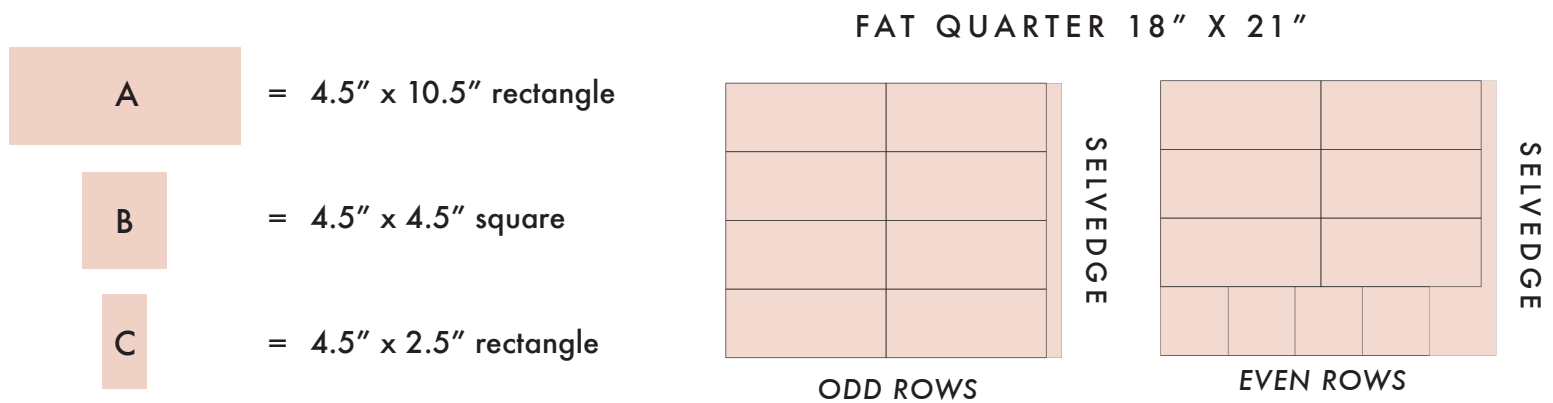 FAT QUARTER 18” X 21”
A = 4.5” x 10.5” rectangle
B = 4.5” x 4.5” square
C = 4.5” x 2.5” rectangle
SELVEDGE
SELVEDGE
ODD ROWS
EVEN ROWS